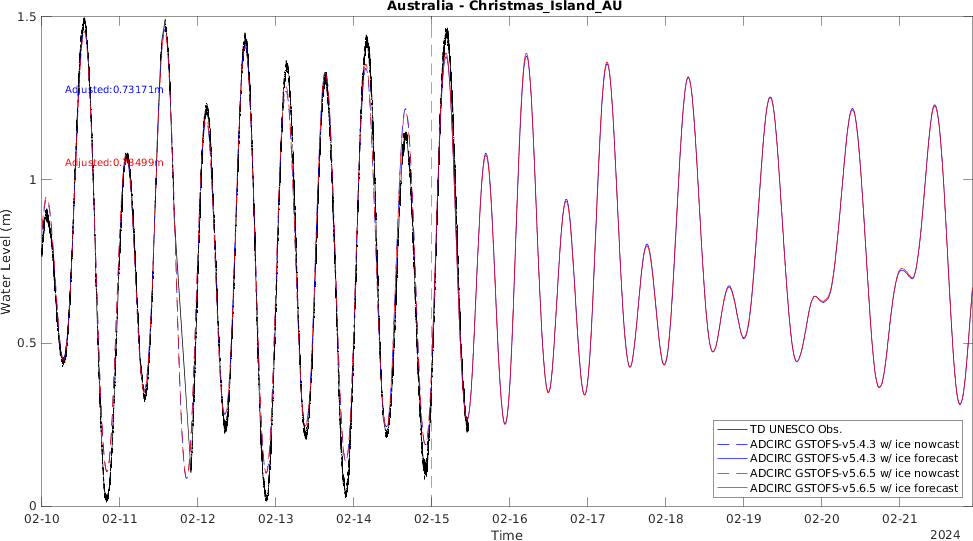 Australia - Christmas_Island_AU
1.5
Adjusted:0.73171m
Adjusted:0.73499m
1
Water Level (m)
0.5
TD UNESCO Obs.
ADCIRC GSTOFS-v5.4.3 w/ ice nowcast
ADCIRC GSTOFS-v5.4.3 w/ ice forecast
ADCIRC GSTOFS-v5.6.5 w/ ice nowcast
ADCIRC GSTOFS-v5.6.5 w/ ice forecast
0
02-10 02-11 02-12 02-13 02-14 02-15 02-16 02-17 02-18 02-19 02-20 02-21
Time
2024